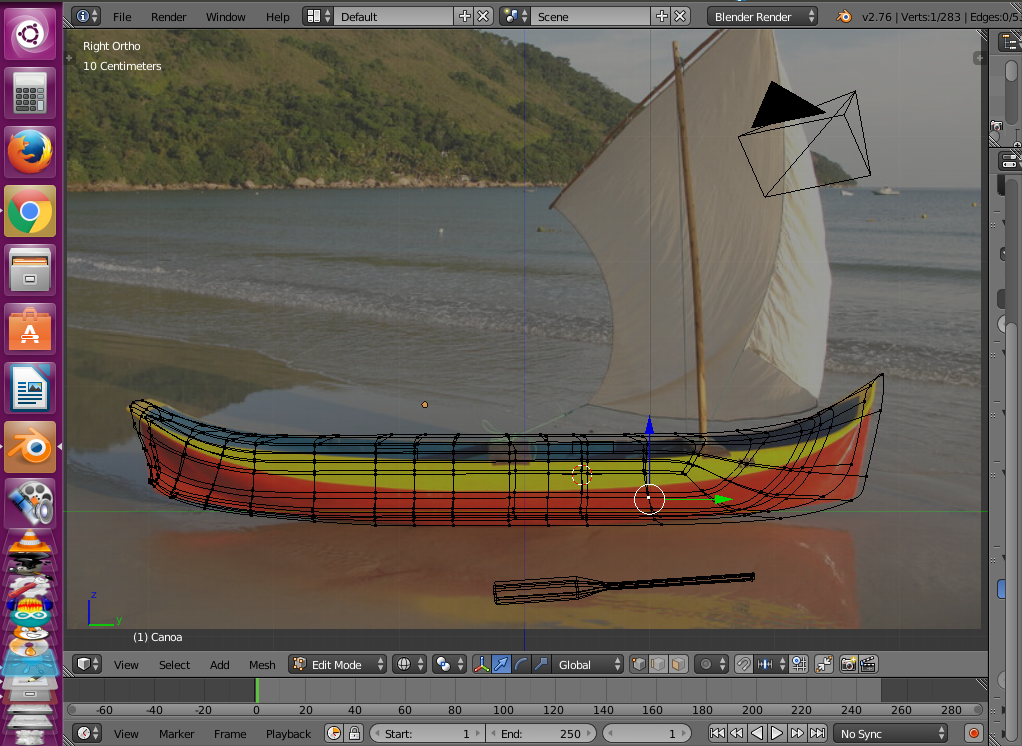 File Render Window Help Default Scene Blender Render v2.76 | Verts:1/283 | Edges:0/5
Right Ortho
10 Centimeters
z
y
(1) Canoa
View Select Add Mesh Edit Mode Global
-60 -40 -20 0 20 40 60 80 100 120 140 160 180 200 220 240 260 280
View Marker Frame Playback Start: 1 End: 250 1 No Sync